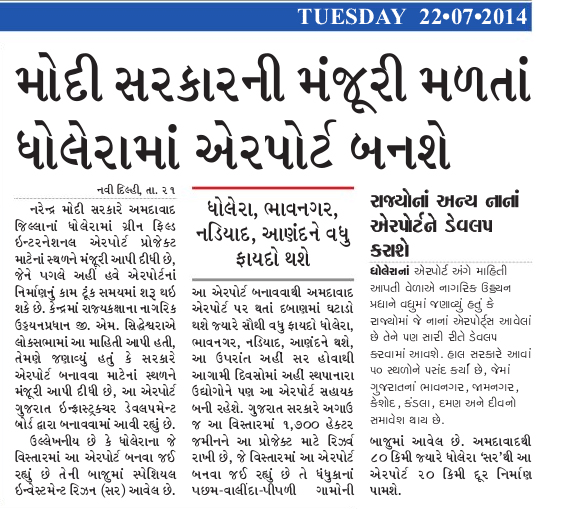 TUESDAY 22•07•2014
મોદી સરકારની મંજૂરી મળતાં
ધોલેરામાં એરપોર્ટ બનશે
નવી દિલ્હી, તા. ૨૧
નરેન્દ્ર મોદી સરકારે અમદાવાદ
જિલ્લાનાં ધોલેરામાં ગ્રીન ફિલ્ડ
ઇન્ટરનેશનલ એરપોર્ટ પ્રોજેક્ટ
માટેનાં સ્થળને મંજૂરી આપી દીધી છે,
જેને પગલે અહીં હવે એરપોર્ટનાં
નિર્માણનું કામ ટૂંક સમયમાં શરૂ થઇ
શકે છે. કેન્દ્રમાં રાજ્યકક્ષાના નાગરિક
ઉડ્ડયનપ્રધાન જી. એમ. સિદ્ધેશ્વરાએ
લોકસભામાં આ માહિતી આપી હતી,
તેમણે જણાવ્યું હતું કે સરકારે
એરપોર્ટ બનાવવા માટેનાં સ્થળને
મંજૂરી આપી દીધી છે, આ એરપોર્ટ
ગુજરાત ઇન્ફ્રાસ્ટ્રક્ચર ડેવલપમેન્ટ
બોર્ડ દ્વારા બનાવવામાં આવી રહ્યું છે.
ઉલ્લેખનીય છે કે ધોલેરાના જે
વિસ્તારમાં આ એરપોર્ટ બનવા જઈ
રહ્યું છે તેની બાજુમાં સ્પેશિયલ
ઇન્વેસ્ટમેન્ટ રિઝન (સર) આવેલ છે.
ધોલેરા, ભાવનગર,
નડિયાદ, આણંદને વધુ
ફાયદો થશે
આ એરપોર્ટ બનાવવાથી અમદાવાદ
એરપોર્ટ પર થતાં દબાણમાં ઘટાડો
થશે જ્યારે સૌથી વધુ ફાયદો ધોલેરા,
ભાવનગર, નડિયાદ, આણંદને થશે,
આ ઉપરાંત અહીં સર હોવાથી
આગામી દિવસોમાં અહીં સ્થપાનારા
ઉદ્યોગોને પણ આ એરપોર્ટ સહાયક
બની રહેશે. ગુજરાત સરકારે અગાઉ
જ આ વિસ્તારમાં ૧,૭૦૦ હેક્ટર
જમીનને આ પ્રોજેક્ટ માટે રિઝર્વ
રાખી છે, જે વિસ્તારમાં આ એરપોર્ટ
બનવા જઈ રહ્યું છે તે ધંધુકાનાં
પછમ-વાલીંદા-પીપળી ગામોની
રાજ્યોનાં અન્ય નાનાં
એરપોર્ટને ડેવલપ
કરાશે
ધોલેરાનાં એરપોર્ટ અંગે માહિતી
આપતી વેળાએ નાગરિક ઉડ્ડયન
પ્રધાને વધુમાં જણાવ્યું હતું કે
રાજ્યોમાં જે નાનાં એરપોર્ટ્સ આવેલાં
છે તેને પણ સારી રીતે ડેવલપ
કરવામાં આવશે. હાલ સરકારે આવાં
૫૦ સ્થળોને પસંદ કર્યાં છે, જેમાં
ગુજરાતનાં ભાવનગર, જામનગર,
કેશોદ, કંડલા, દમણ અને દીવનો
સમાવેશ થાય છે.
બાજુમાં આવેલ છે. અમદાવાદથી
૮૦ કિમી જ્યારે ધોલેરા 'સર'થી આ
એરપોર્ટ ૨૦ કિમી દૂર નિર્માણ
પામશે.